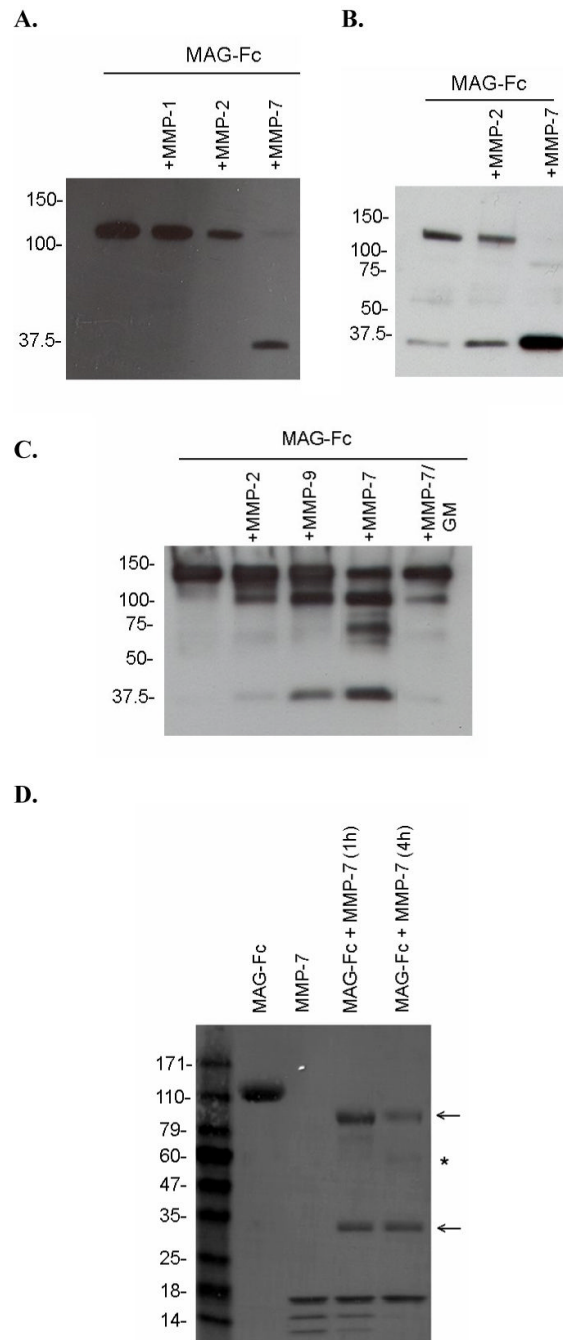 A.
MAG-Fc
+MMP-1
+MMP-2
+MMP-7
150-
100-
37.5-
B.
MAG-Fc
+MMP-2
+MMP-7
150-
100-
75-
50-
37.5-
C.
MAG-Fc
+MMP-2
+MMP-9
+MMP-7
+MMP-7/
GM
150-
100-
75-
50-
37.5-
D.
MAG-Fc
MMP-7
MAG-Fc + MMP-7 (1h)
MAG-Fc + MMP-7 (4h)
171-
110-
79-
60-
47-
35-
25-
18-
14-
*